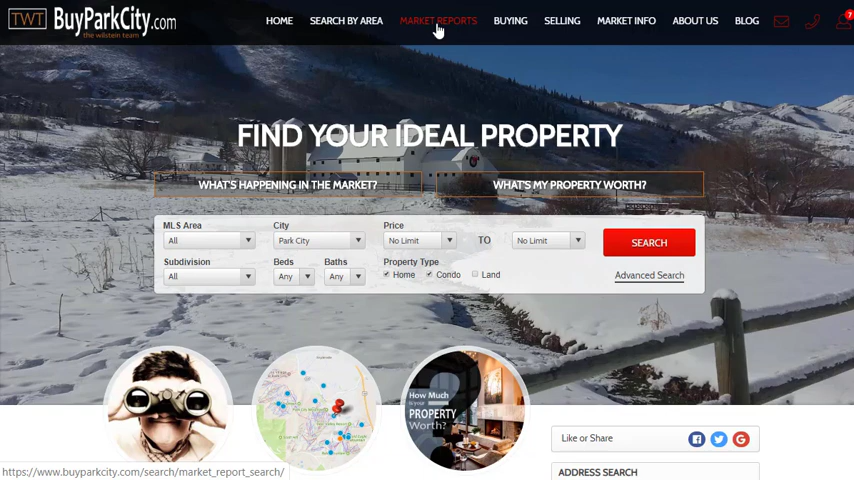 TWT BuyParkCity.com
the wilstein team
HOME SEARCH BY AREA MARKET REPORTS BUYING SELLING MARKET INFO ABOUT US BLOG 7
FIND YOUR IDEAL PROPERTY
WHAT'S HAPPENING IN THE MARKET? WHAT'S MY PROPERTY WORTH?
MLS Area City Price
All Park City No Limit TO No Limit SEARCH
Subdivision Beds Baths Property Type
All Any Any Home Condo Land Advanced Search
How Much
is your
PROPERTY
Worth?
Like or Share
ADDRESS SEARCH
https://www.buyparkcity.com/search/market_report_search/